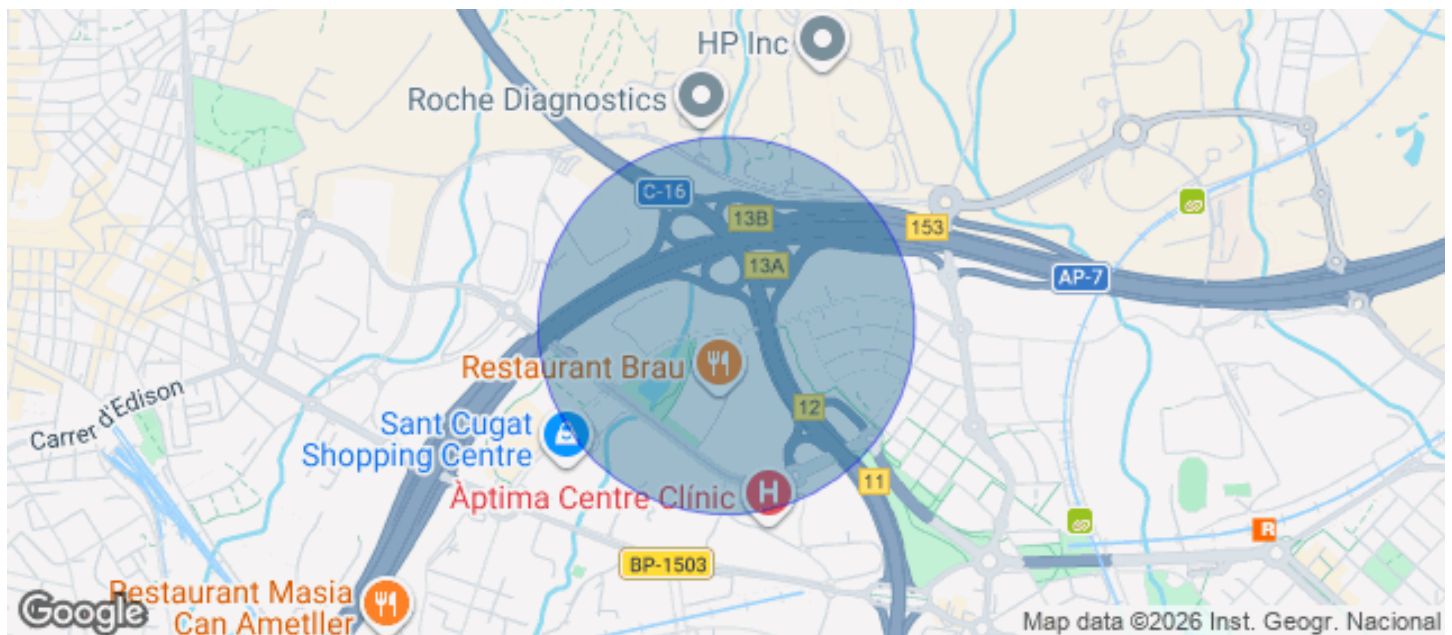 HP Inc
Roche Diagnostics
C-16
13B
153
13A
AP-7
Restaurant Brau
12
Carrer d'Edison
Sant Cugat
Shopping Centre
11
Àptima Centre Clínic
H
R
BP-1503
Restaurant Masia
Can Ametller
Google
Map data ©2026 Inst. Geogr. Nacional